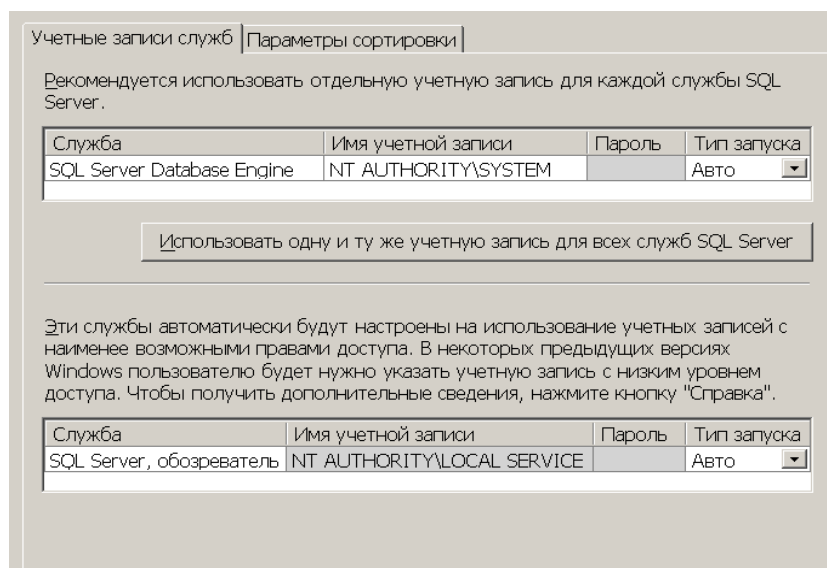 Учетные записи служб Параметры сортировки
Рекомендуется использовать отдельную учетную запись для каждой службы SQL
Server.
Служба Имя учетной записи Пароль Тип запуска
SQL Server Database Engine NT AUTHORITY\SYSTEM Авто
Использовать одну и ту же учетную запись для всех служб SQL Server
Эти службы автоматически будут настроены на использование учетных записей с
наименее возможными правами доступа. В некоторых предыдущих версиях
Windows пользователю будет нужно указать учетную запись с низким уровнем
доступа. Чтобы получить дополнительные сведения, нажмите кнопку "Справка".
Служба Имя учетной записи Пароль Тип запуска
SQL Server, обозреватель NT AUTHORITY\LOCAL SERVICE Авто